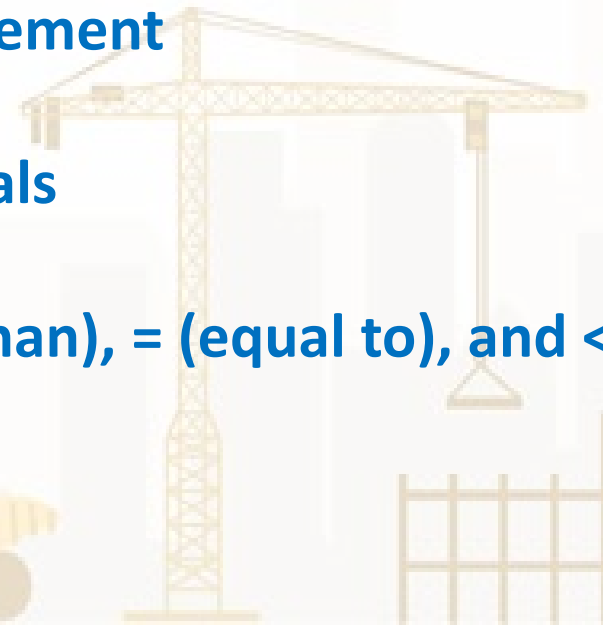 ement
als
han), = (equal to), and <